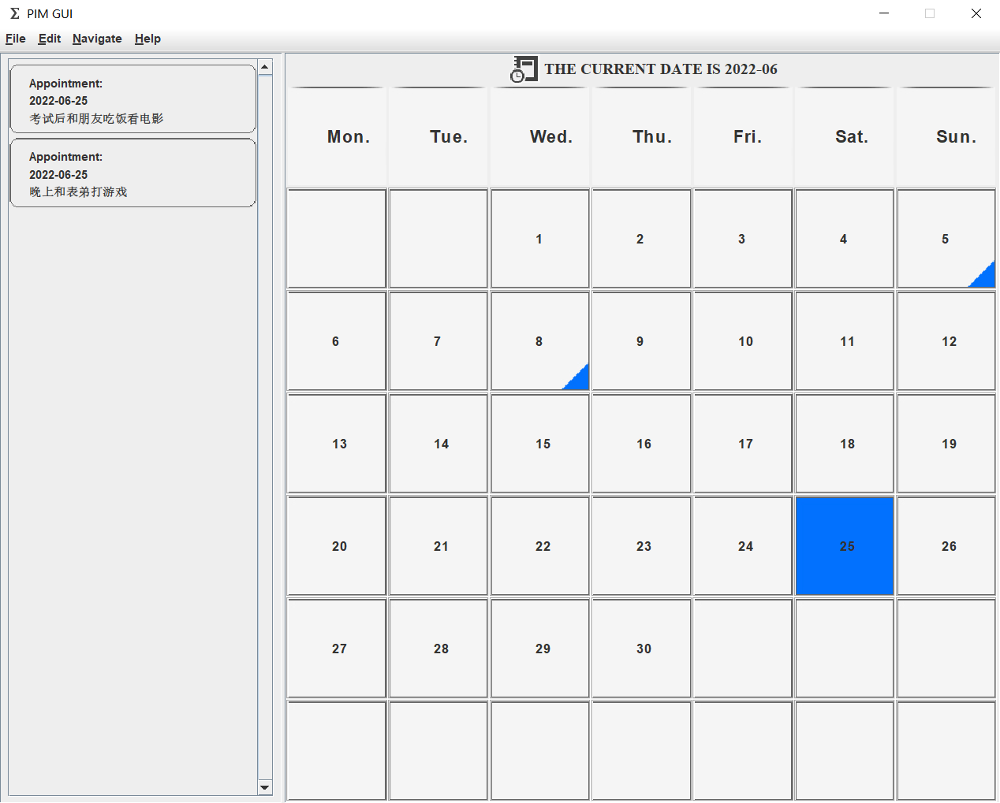 PIM GUI
File Edit Navigate Help
Appointment:
2022-06-25
考试后和朋友吃饭看电影
Appointment:
2022-06-25
晚上和表弟打游戏
THE CURRENT DATE IS 2022-06
Mon. Tue. Wed. Thu. Fri. Sat. Sun.
1 2 3 4 5
6 7 8 9 10 11 12
13 14 15 16 17 18 19
20 21 22 23 24 25 26
27 28 29 30